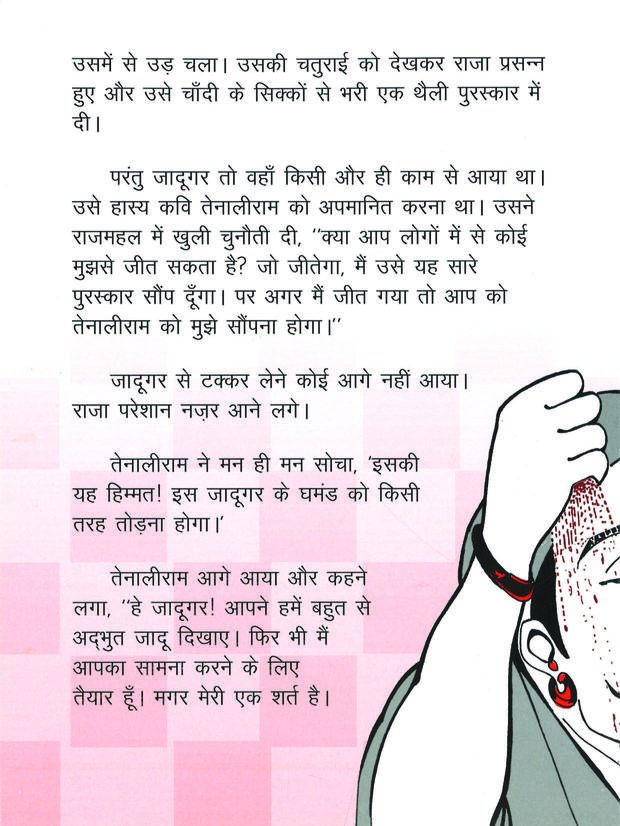 उसमें से उड़ चला। उसकी चतुराई को देखकर राजा प्रसन्न
हुए और उसे चाँदी के सिक्कों से भरी एक थैली पुरस्कार में
दी।
परंतु जादूगर तो वहाँ किसी और ही काम से आया था।
उसे हास्य कवि तेनालीराम को अपमानित करना था। उसने
राजमहल में खुली चुनौती दी, ‘‘क्या आप लोगों में से कोई
मुझसे जीत सकता है? जो जीतेगा, मैं उसे यह सारे
पुरस्कार सौंप दूँगा। पर अगर मैं जीत गया तो आप को
तेनालीराम को मुझे सौंपना होगा।’’
जादूगर से टक्कर लेने कोई आगे नहीं आया।
राजा परेशान नज़र आने लगे।
तेनालीराम ने मन ही मन सोचा, ‘इसकी
यह हिम्मत! इस जादूगर के घमंड को किसी
तरह तोड़ना होगा।’
तेनालीराम आगे आया और कहने
लगा, ‘‘हे जादूगर! आपने हमें बहुत से
अद्‌भुत जादू दिखाए। फिर भी मैं
आपका सामना करने के लिए
तैयार हूँ। मगर मेरी एक शर्त है।